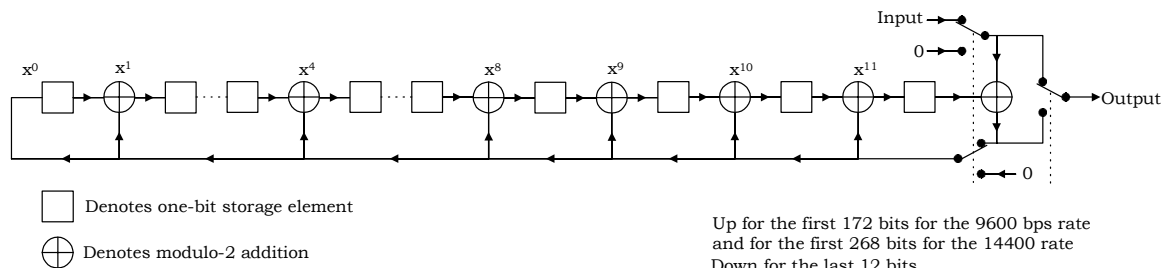 Input
0
x⁰ x¹ x⁴ x⁸ x⁹ x¹⁰ x¹¹
Output
0
Denotes one-bit storage element
Denotes modulo-2 addition
Up for the first 172 bits for the 9600 bps rate
and for the first 268 bits for the 14400 rate
Down for the last 12 bits